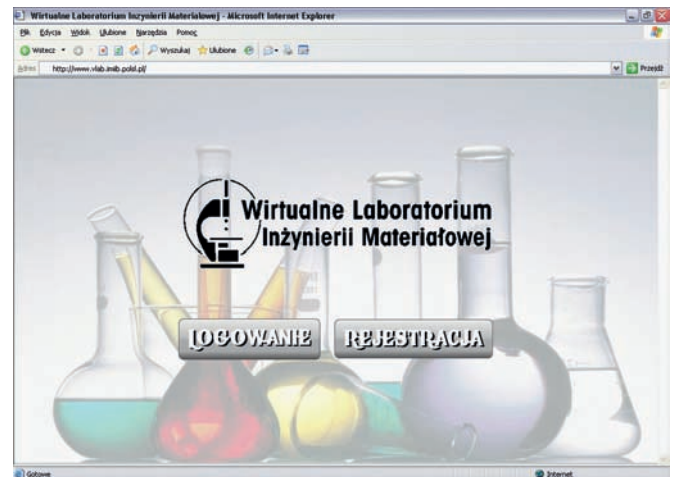 Wirtualne Laboratorium Inżynierii Materiałowej - Microsoft Internet Explorer
Plik Edycja Widok Ulubione Narzędzia Pomoc
Wstecz Wyszukaj Ulubione
Adres http://www.vlab.imib.polsl.pl/ Przejdź
Wirtualne Laboratorium
Inżynierii Materiałowej
LOGOWANIE REJESTRACJA
Gotowe Internet